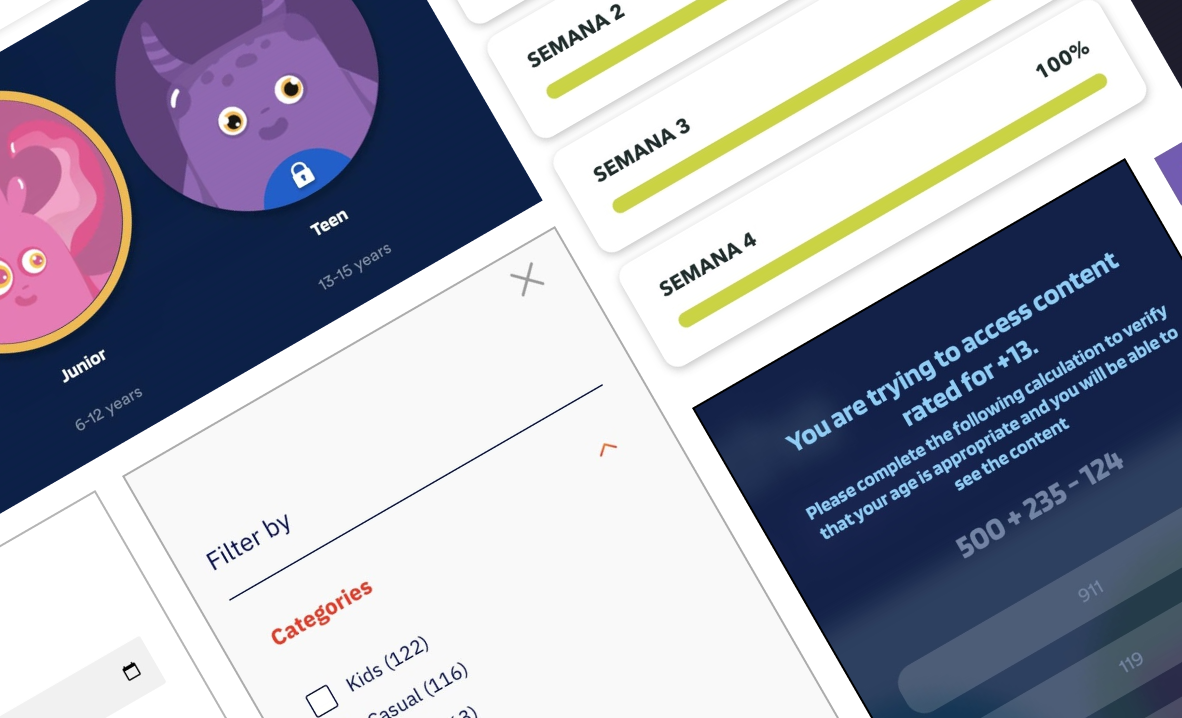 Junior
6-12 years
Teen
13-15 years
SEMANA 2
SEMANA 3
100%
SEMANA 4
Filter by
Categories
Kids (122)
Casual (116)
You are trying to access content
rated for +13.
Please complete the following calculation to verify
that your age is appropriate and you will be able to
see the content
500 + 235 - 124
911
119